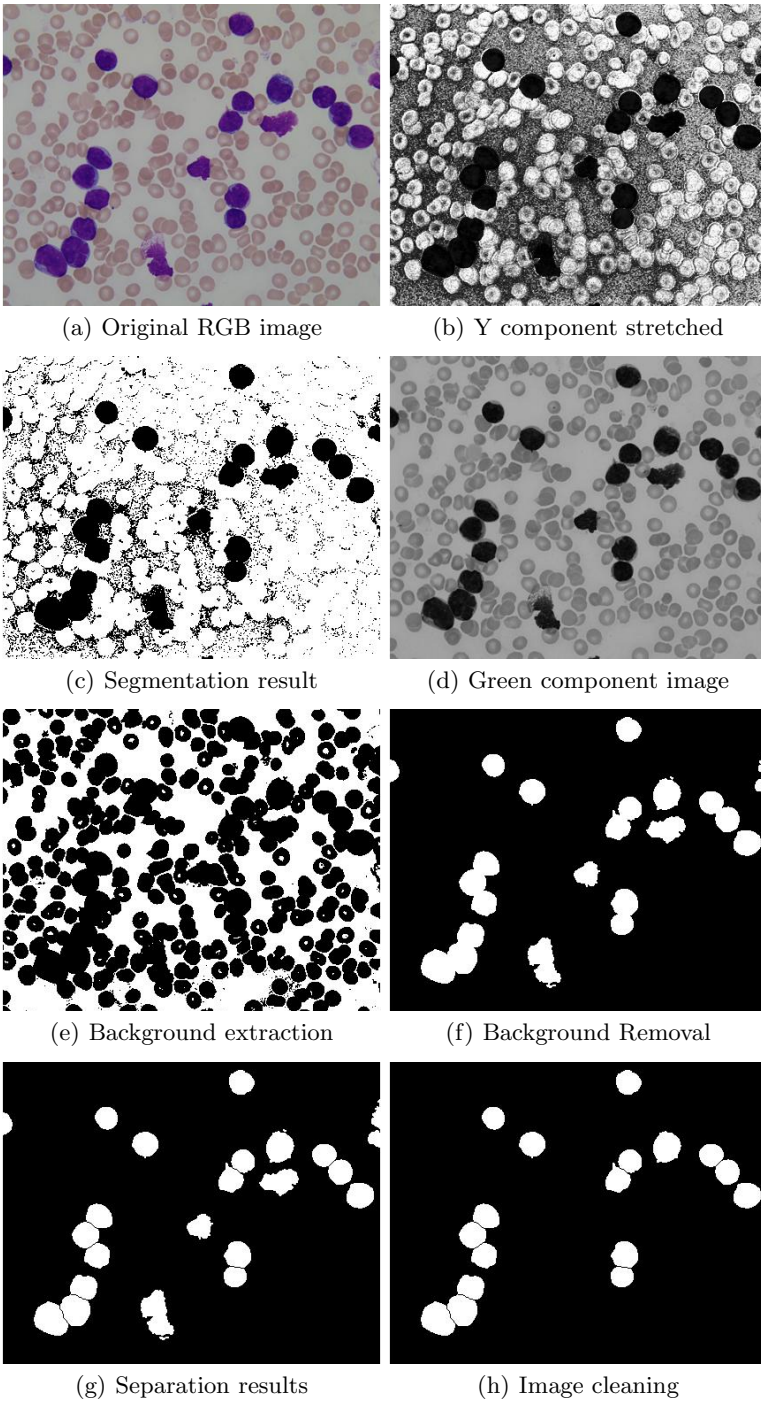 (a) Original RGB image
(b) Y component stretched
(c) Segmentation result
(d) Green component image
(e) Background extraction
(f) Background Removal
(g) Separation results
(h) Image cleaning